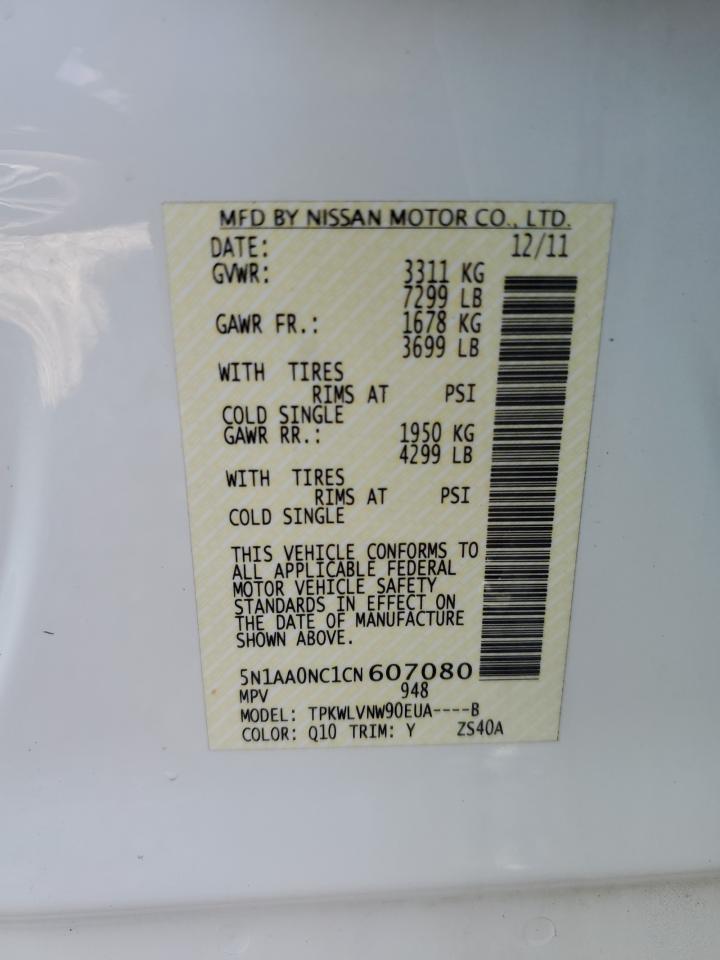 MFD BY NISSAN MOTOR CO., LTD.
DATE: 12/11
GVWR: 3311 KG
7299 LB
GAWR FR.: 1678 KG
3699 LB
WITH TIRES
RIMS AT PSI
COLD SINGLE
GAWR RR.: 1950 KG
4299 LB
WITH TIRES
RIMS AT PSI
COLD SINGLE
THIS VEHICLE CONFORMS TO
ALL APPLICABLE FEDERAL
MOTOR VEHICLE SAFETY
STANDARDS IN EFFECT ON
THE DATE OF MANUFACTURE
SHOWN ABOVE.
5N1AA0NC1CN607080
MPV 948
MODEL: TPKWLVNW90EUA----B
COLOR: Q10 TRIM: Y ZS40A